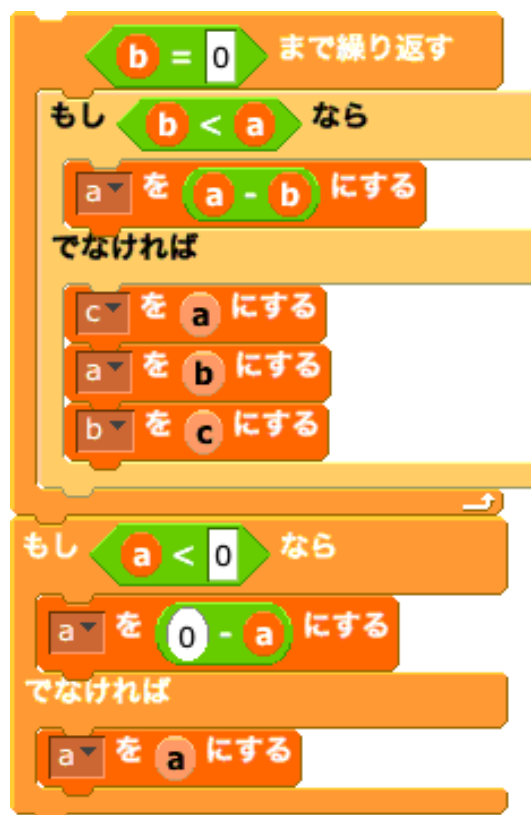 b = 0 まで繰り返す
もし b < a なら
a を a - b にする
でなければ
c を a にする
a を b にする
b を c にする
もし a < 0 なら
a を 0 - a にする
でなければ
a を a にする